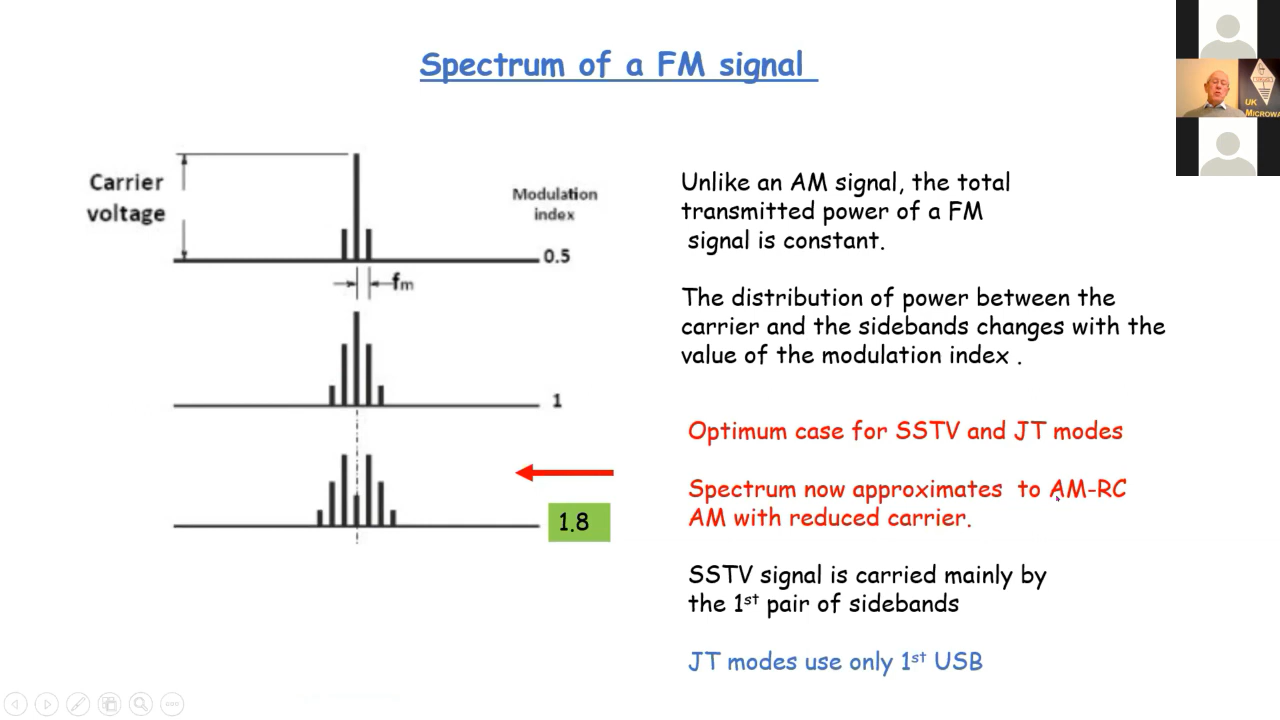 Spectrum of a FM signal
Carrier
voltage
Modulation
index
0.5
fm
1
1.8
Unlike an AM signal, the total
transmitted power of a FM
signal is constant.
The distribution of power between the
carrier and the sidebands changes with the
value of the modulation index .
Optimum case for SSTV and JT modes
Spectrum now approximates to AM-RC
AM with reduced carrier.
SSTV signal is carried mainly by
the 1st pair of sidebands
JT modes use only 1st USB
UK